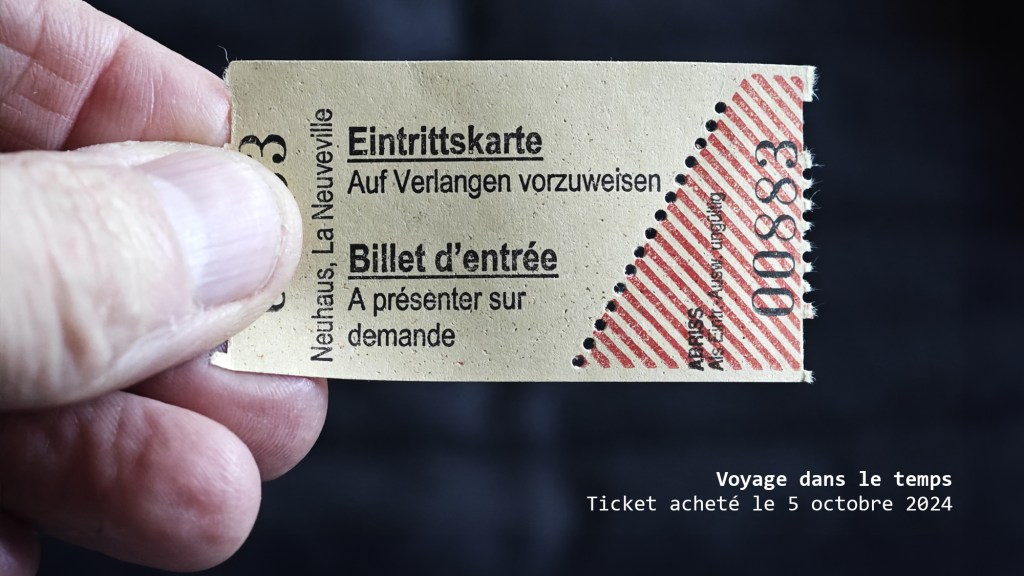 Neuhaus, La Neuveville
Eintrittskarte
Auf Verlangen vorzuweisen
Billet d'entrée
A présenter sur
demande
Abriss
Als Eintr. Ausw. ungültig
00883
Voyage dans le temps
Ticket acheté le 5 octobre 2024